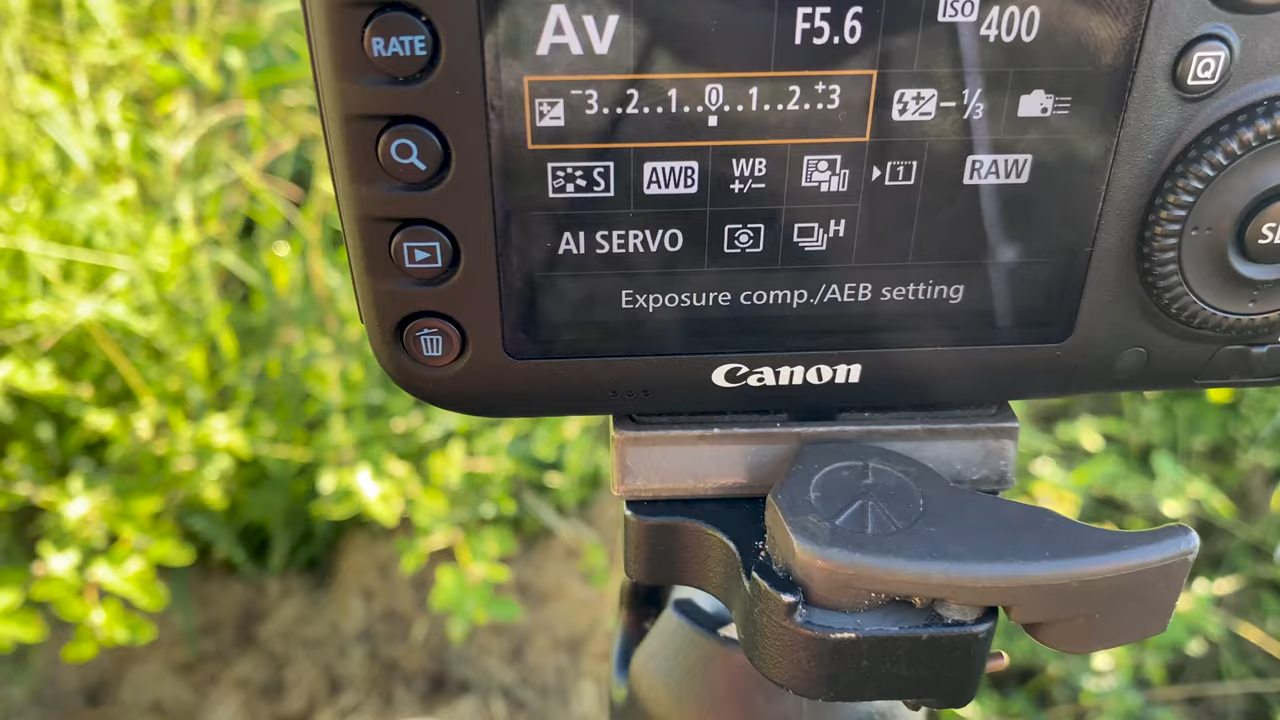 RATE
Av F5.6 ISO 400
-3..2..1..0..1..2.+3 -1/3
Q
S AWB WB +/- 1 RAW
AI SERVO H
Exposure comp./AEB setting
Canon